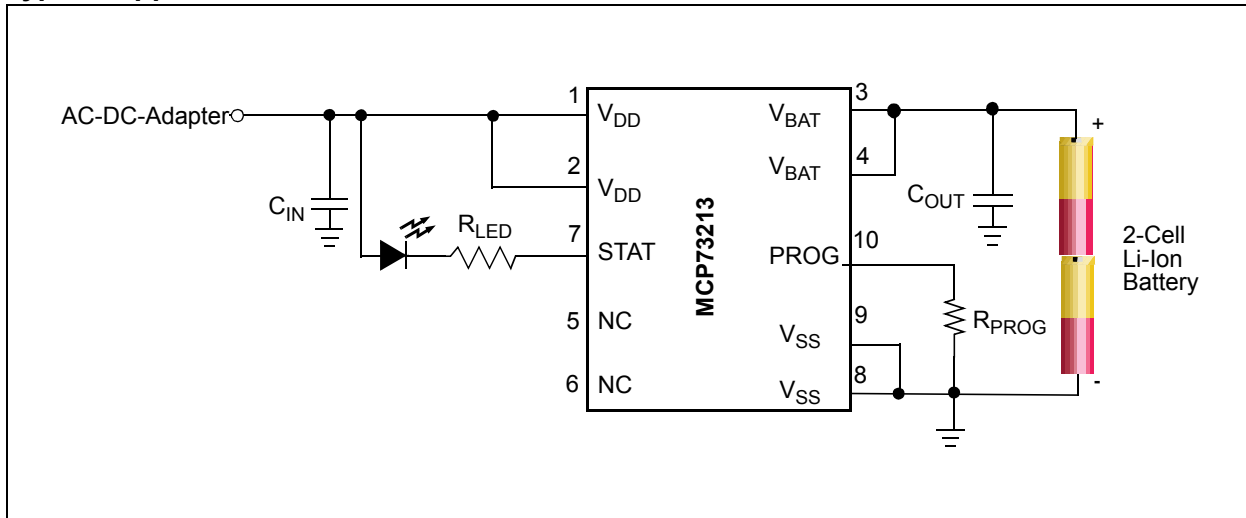 AC-DC-Adapter
1
VDD
2
VDD
CIN
RLED
7
STAT
5
NC
6
NC
MCP73213
3
VBAT
4
VBAT
COUT
10
PROG
RPROG
9
VSS
8
VSS
+
2-Cell
Li-Ion
Battery
-